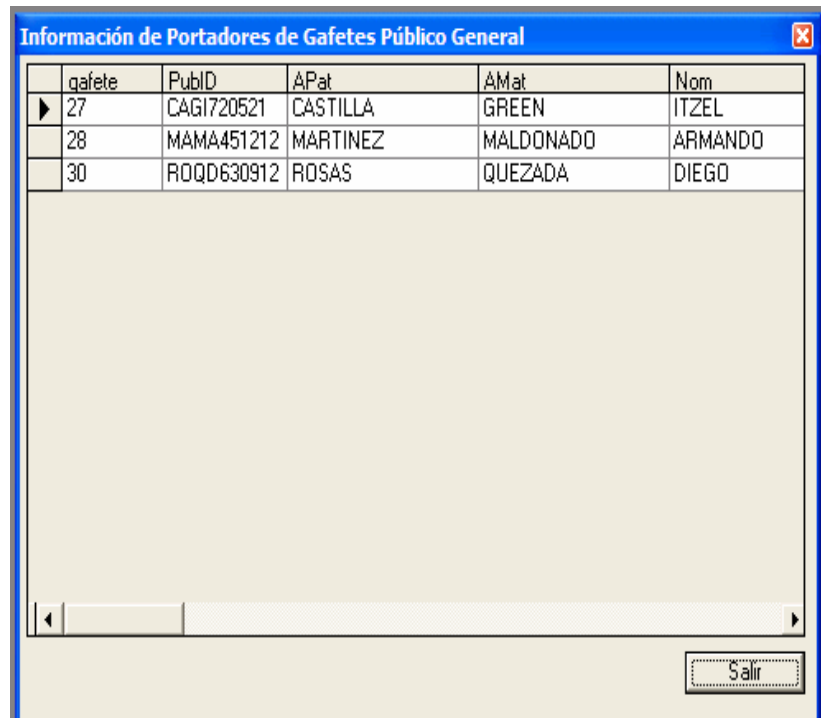 Información de Portadores de Gafetes Público General
gafete PubID APat AMat Nom
27 CAGI720521 CASTILLA GREEN ITZEL
28 MAMA451212 MARTINEZ MALDONADO ARMANDO
30 ROQD630912 ROSAS QUEZADA DIEGO
Salir